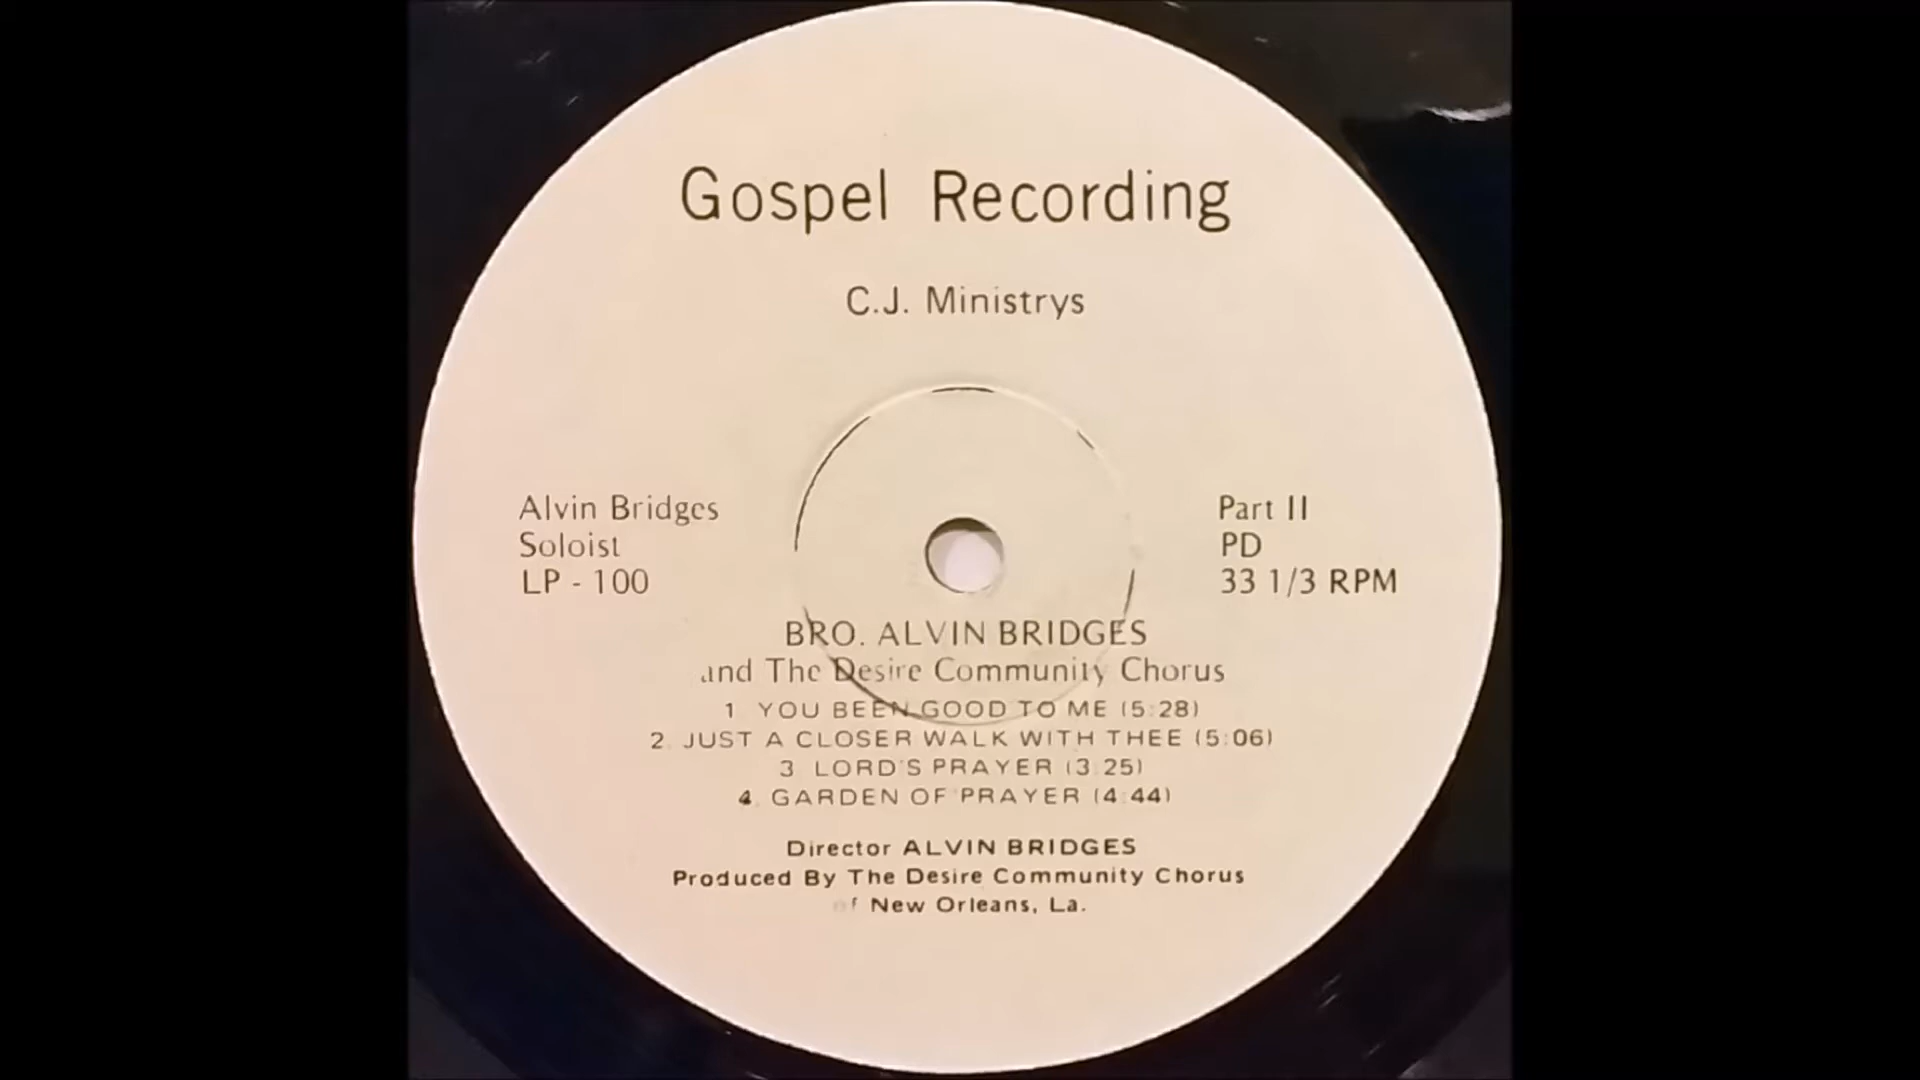 Gospel Recording
C.J. Ministrys
Alvin Bridges
Soloist
LP - 100
Part II
PD
33 1/3 RPM
BRO. ALVIN BRIDGES
and The Desire Community Chorus
1. YOU BEEN GOOD TO ME (5:28)
2. JUST A CLOSER WALK WITH THEE (5:06)
3. LORD'S PRAYER (3:25)
4. GARDEN OF PRAYER (4:44)
Director ALVIN BRIDGES
Produced By The Desire Community Chorus
of New Orleans, La.